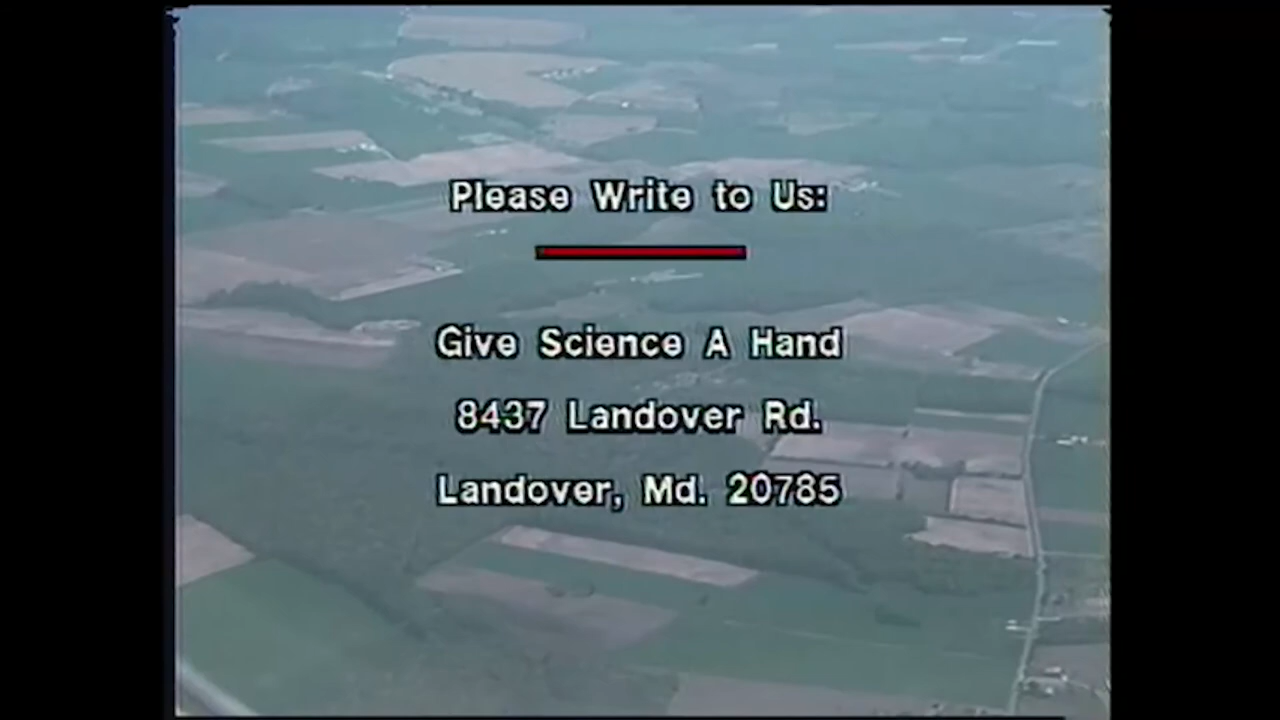 Please Write to Us:
Give Science A Hand
8437 Landover Rd.
Landover, Md. 20785